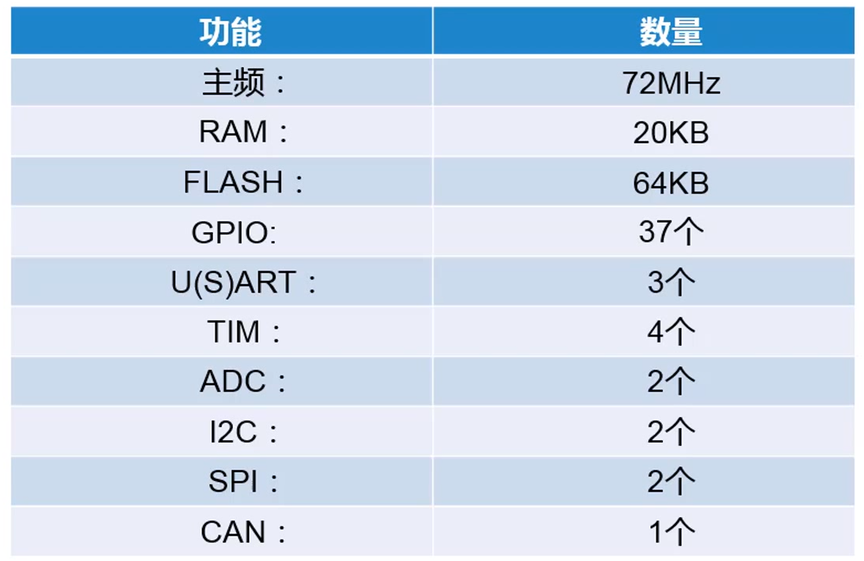 功能 数量
主频： 72MHz
RAM： 20KB
FLASH： 64KB
GPIO: 37个
U(S)ART： 3个
TIM： 4个
ADC： 2个
I2C： 2个
SPI： 2个
CAN： 1个